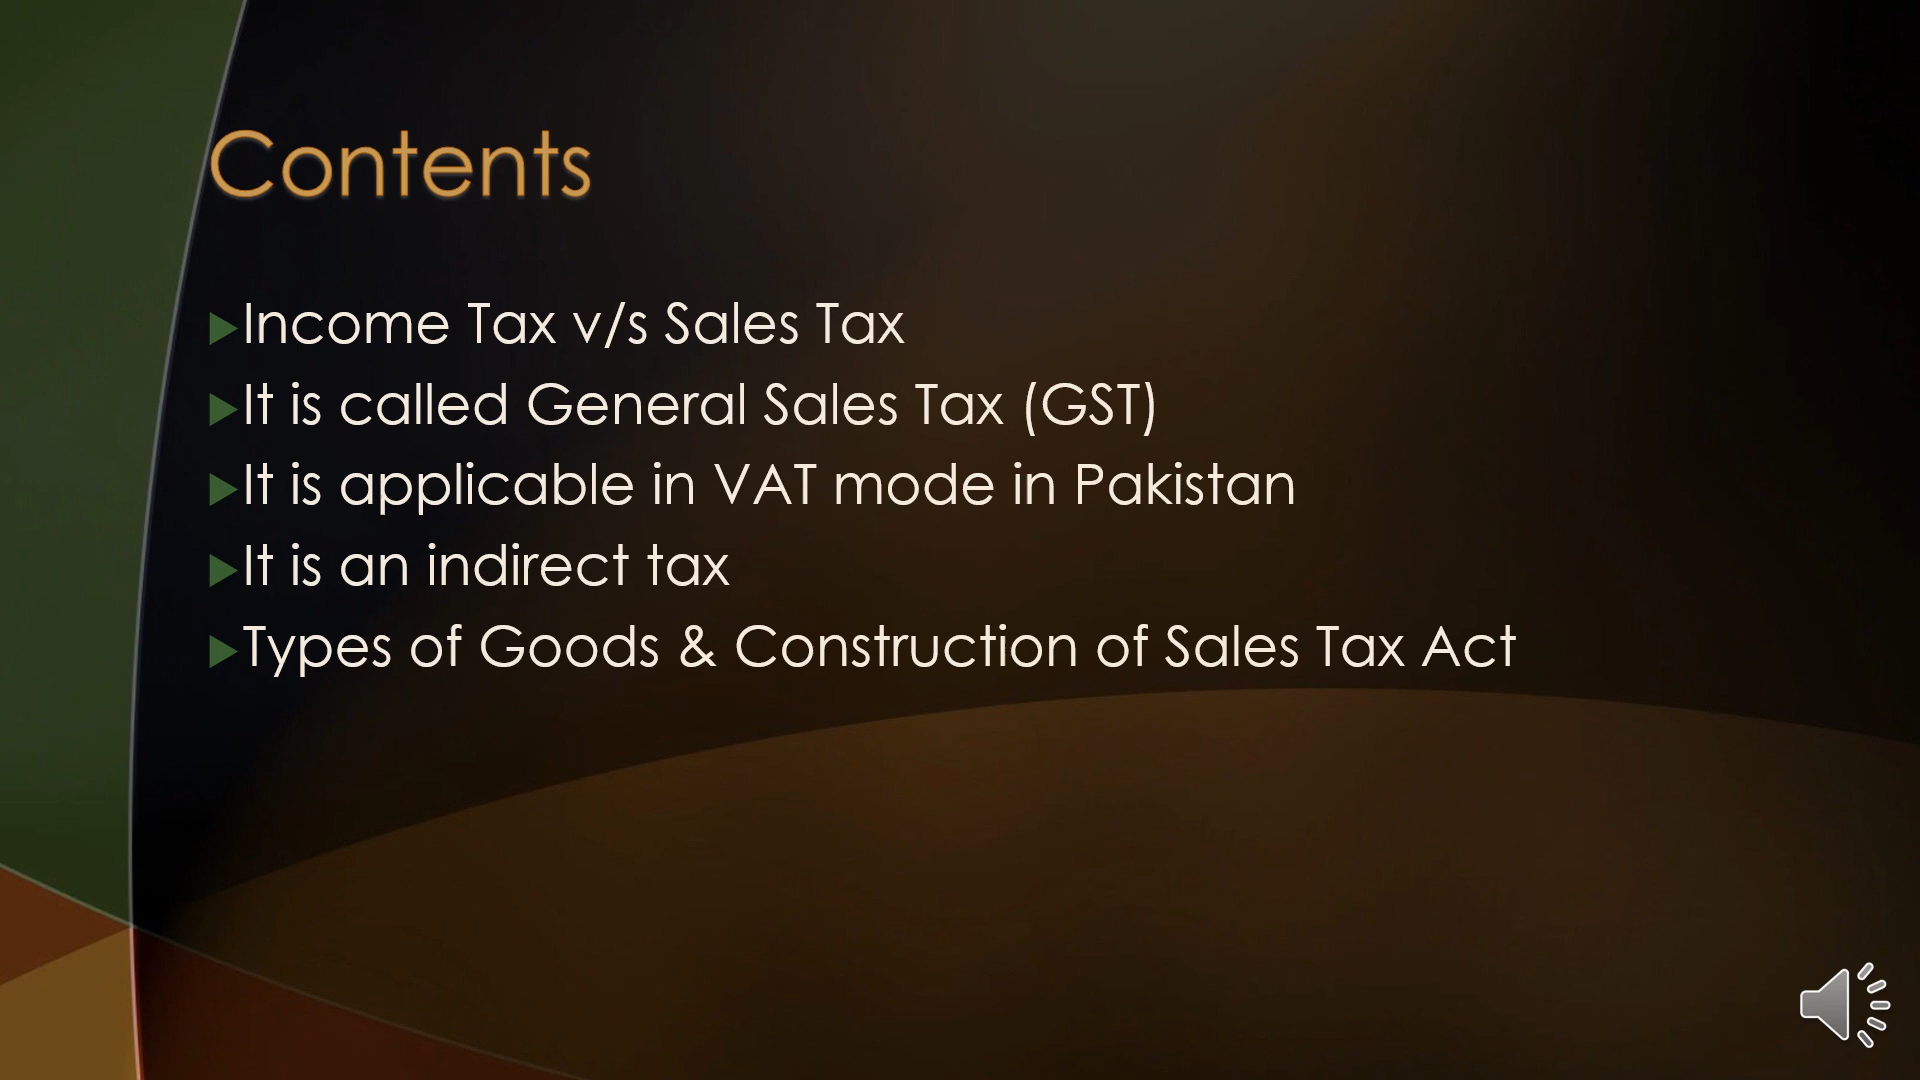 Contents
Income Tax v/s Sales Tax
It is called General Sales Tax (GST)
It is applicable in VAT mode in Pakistan
It is an indirect tax
Types of Goods & Construction of Sales Tax Act